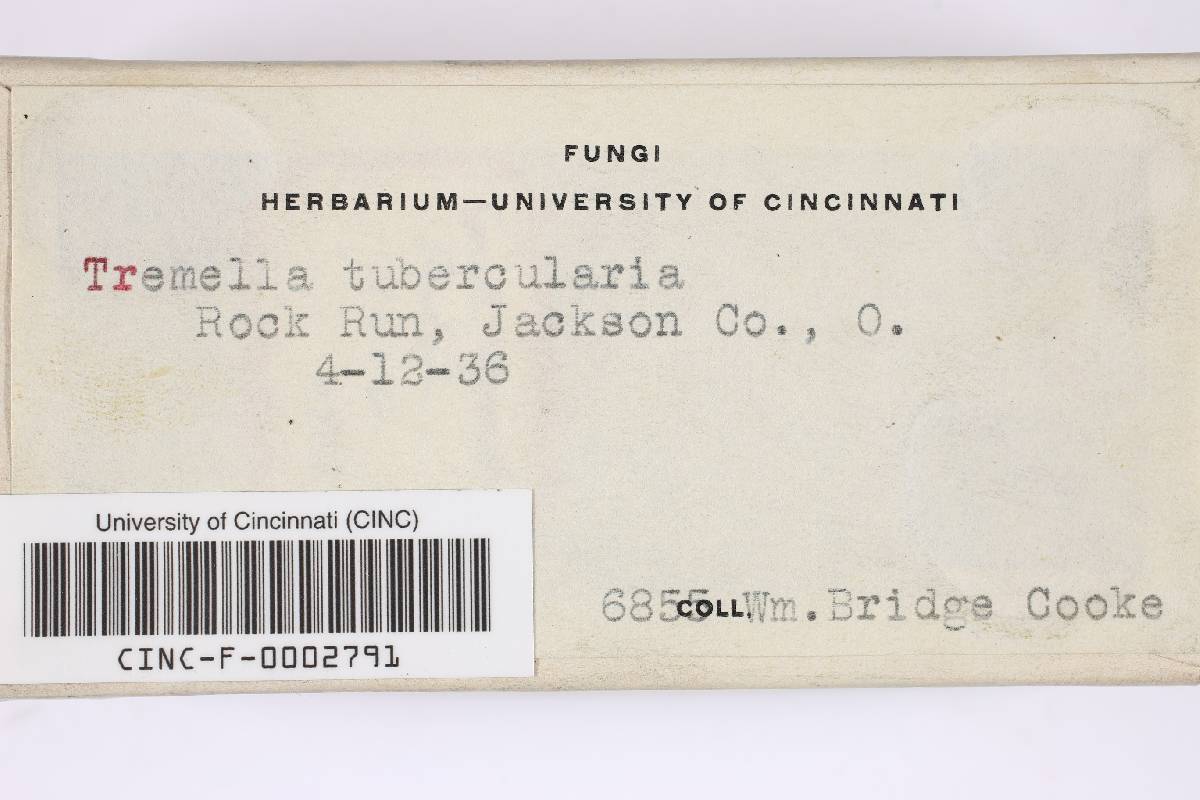 FUNGI
HERBARIUM—UNIVERSITY OF CINCINNATI
Tremella tubercularia
Rock Run, Jackson Co., O.
4-12-36
6855 COLL. Wm. Bridge Cooke
University of Cincinnati (CINC)
CINC-F-0002791